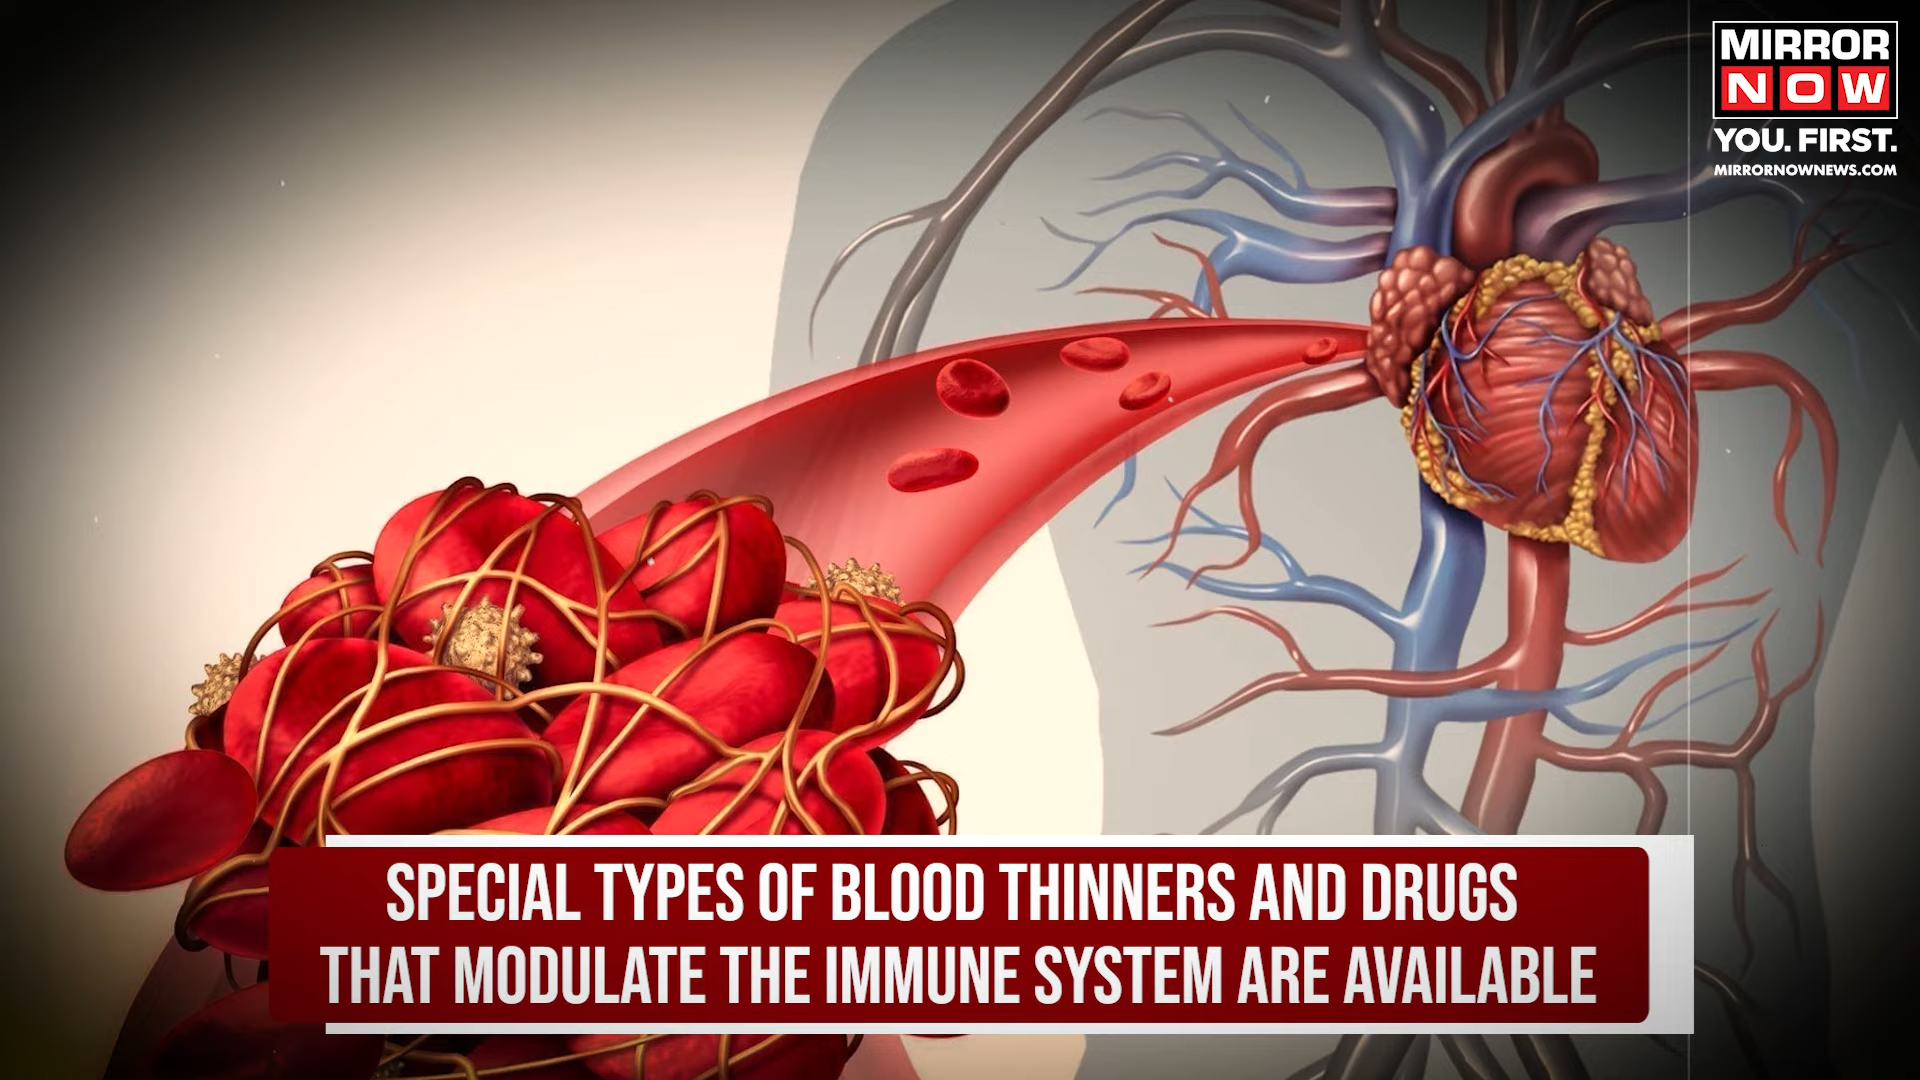 MIRROR
NOW
YOU. FIRST.
MIRRORNOWNEWS.COM
SPECIAL TYPES OF BLOOD THINNERS AND DRUGS
THAT MODULATE THE IMMUNE SYSTEM ARE AVAILABLE